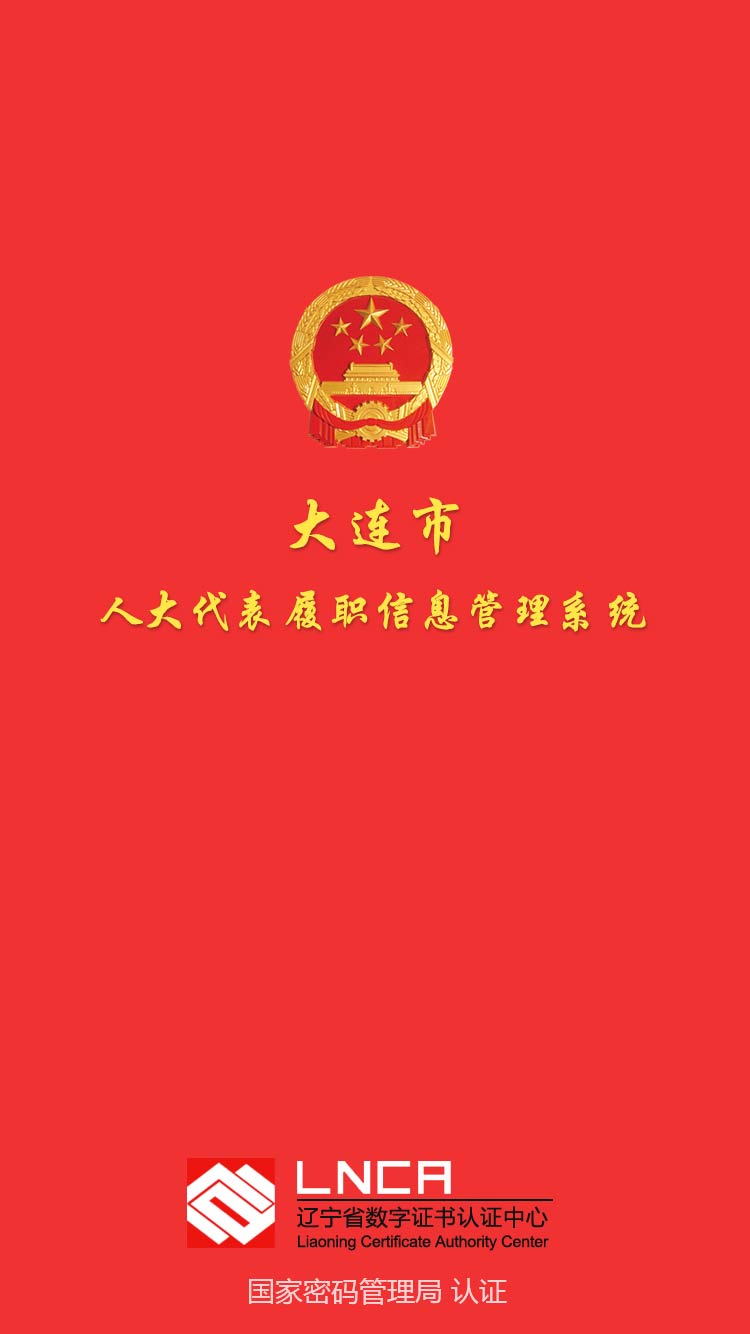 大连市
人大代表履职信息管理系统
LNCA
辽宁省数字证书认证中心
Liaoning Certificate Authority Center
国家密码管理局 认证